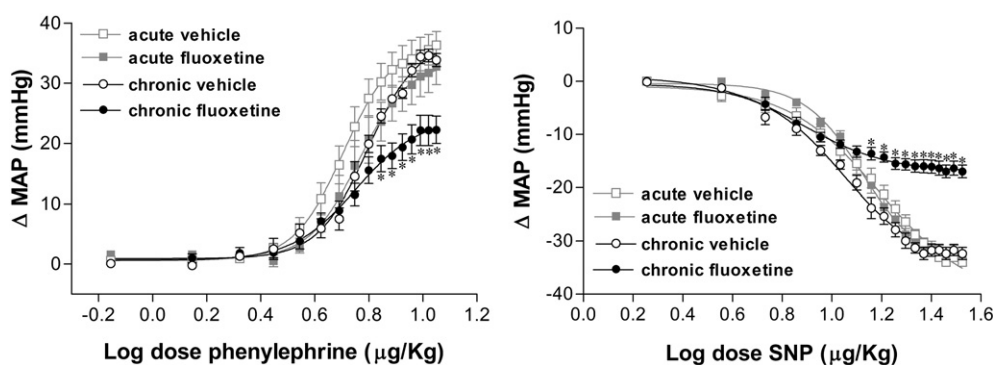 40
30
20
10
0
Δ MAP (mmHg)
acute vehicle
acute fluoxetine
chronic vehicle
chronic fluoxetine
* * * * * * *
-0.2 0.0 0.2 0.4 0.6 0.8 1.0 1.2
Log dose phenylephrine (μg/Kg)
10
0
-10
-20
-30
-40
Δ MAP (mmHg)
* * * * * * * * * *
acute vehicle
acute fluoxetine
chronic vehicle
chronic fluoxetine
0.0 0.2 0.4 0.6 0.8 1.0 1.2 1.4 1.6
Log dose SNP (μg/Kg)